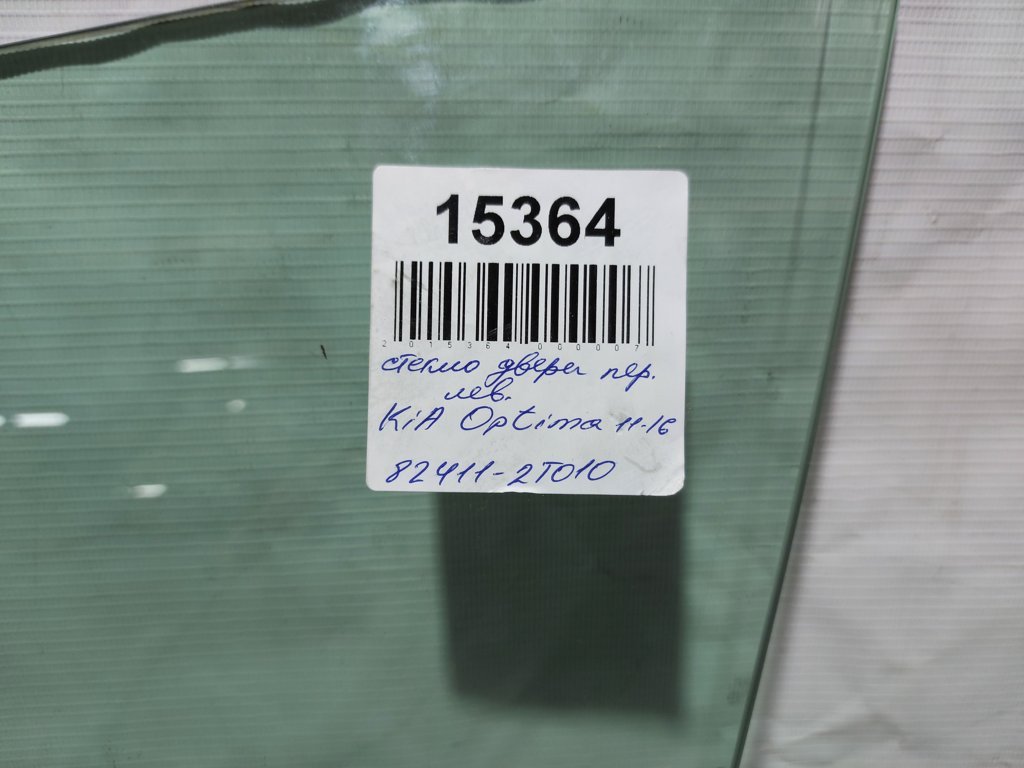 15364
2015364000007
стекло двери пер.
лев.
KiA Optima 11-16
82411-2T010